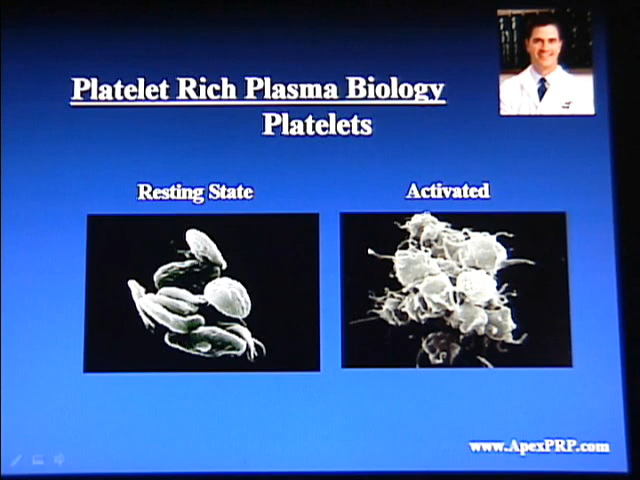 Platelet Rich Plasma Biology
Platelets
Resting State
Activated
www.ApexPRP.com